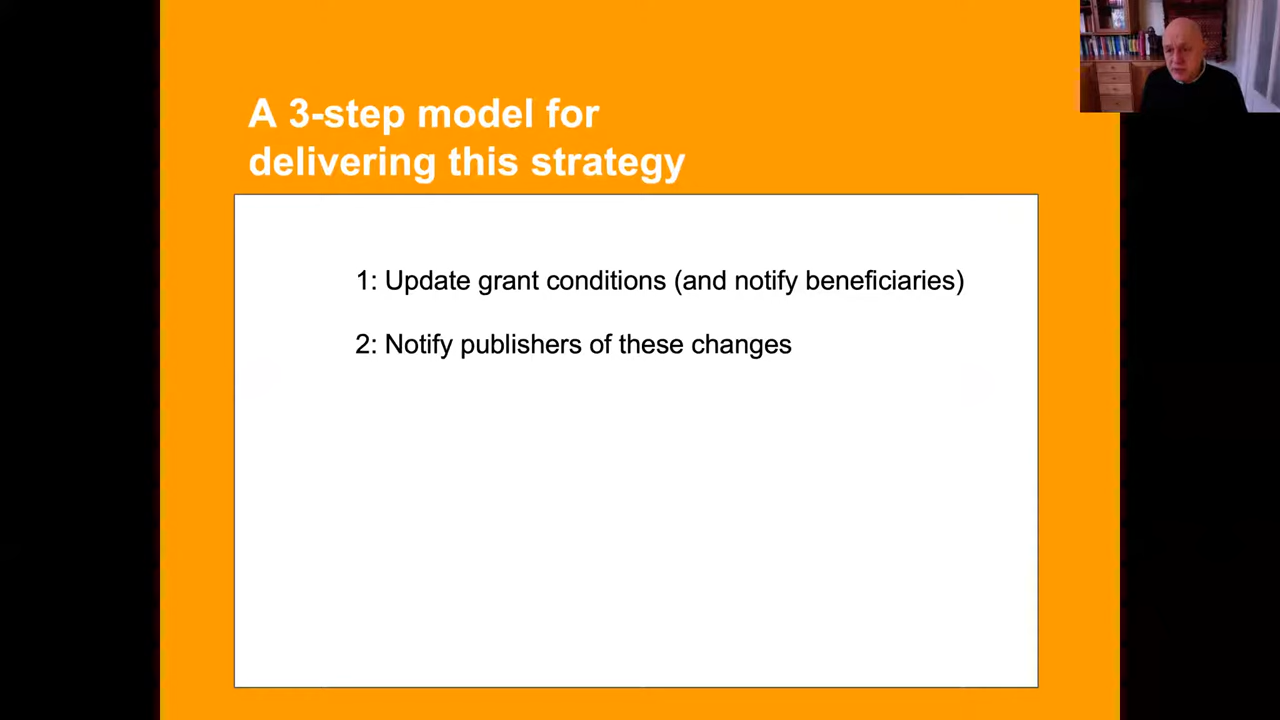 A 3-step model for
delivering this strategy
1: Update grant conditions (and notify beneficiaries)
2: Notify publishers of these changes